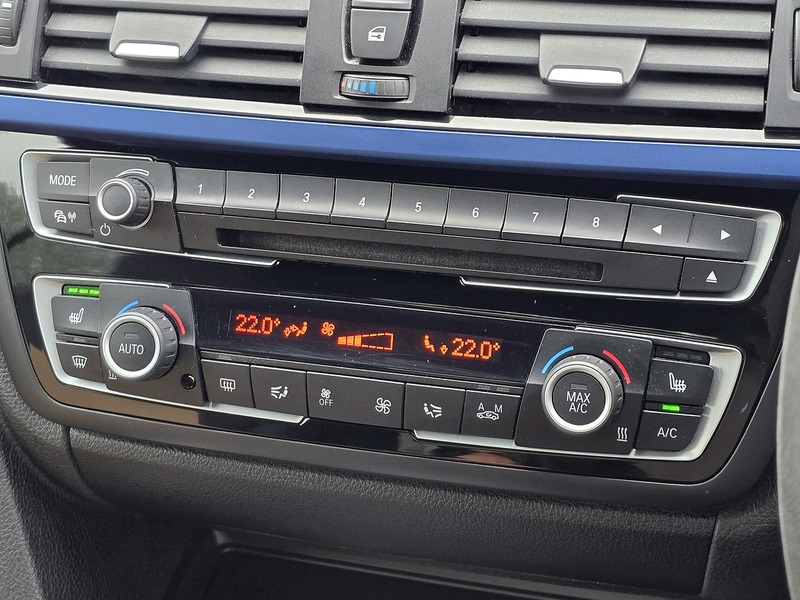 MODE
1 2 3 4 5 6 7 8
22.0° 22.0°
AUTO
MAX
A/C
OFF
A M
A/C